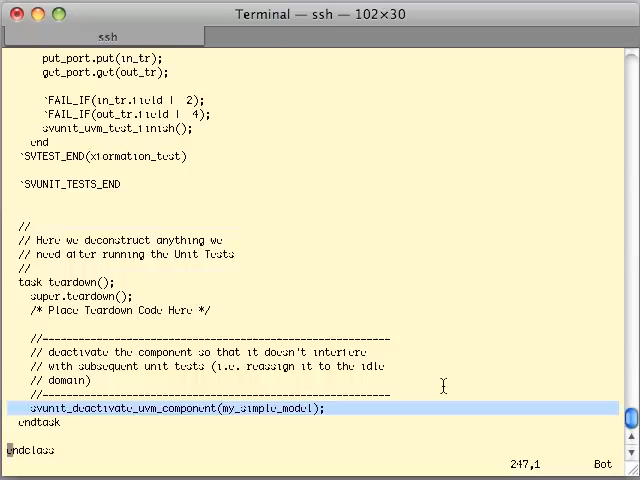 Terminal — ssh — 102×30
ssh
put_port.put(in_tr);
get_port.get(out_tr);
`FAIL_IF(in_tr.field != 2);
`FAIL_IF(out_tr.field != 4);
svunit_uvm_test_finish();
end
`SVTEST_END(xformation_test)
`SVUNIT_TESTS_END
//
// Here we deconstruct anything we
// need after running the Unit Tests
//
task teardown();
super.teardown();
/* Place Teardown Code Here */
//----------------------------------------------------------
// deactivate the component so that it doesn't interfere
// with subsequent unit tests (i.e. reassign it to the idle
// domain)
//----------------------------------------------------------
svunit_deactivate_uvm_component(my_simple_model);
endtask
endclass
247,1 Bot